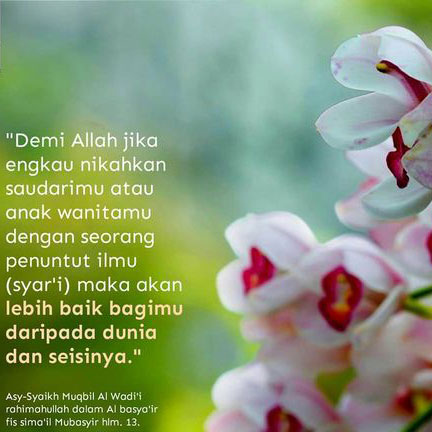 "Demi Allah jika
engkau nikahkan
saudarimu atau
anak wanitamu
dengan seorang
penuntut ilmu
(syar'i) maka akan
lebih baik bagimu
daripada dunia
dan seisinya."
Asy-Syaikh Muqbil Al Wadi'i
rahimahullah dalam Al basya'ir
fis sima'il Mubasyir hlm. 13.